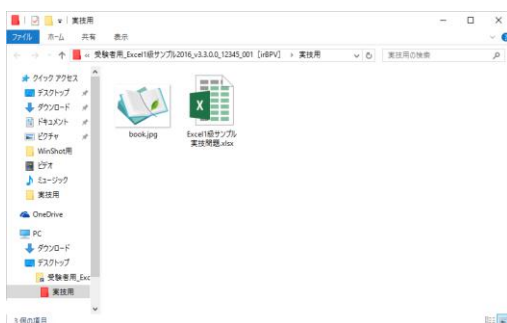 実技用
ファイル ホーム 共有 表示
« 受験者用_Excel1級サンプル2016_v3.3.0.0_12345_001 [irBPV] › 実技用
実技用の検索
クイック アクセス
デスクトップ
ダウンロード
ドキュメント
ピクチャ
WinShot用
ビデオ
ミュージック
実技用
OneDrive
PC
ダウンロード
デスクトップ
受験者用_Exc
実技用
book.jpg
Excel1級サンプル
実技問題.xlsx
3 個の項目